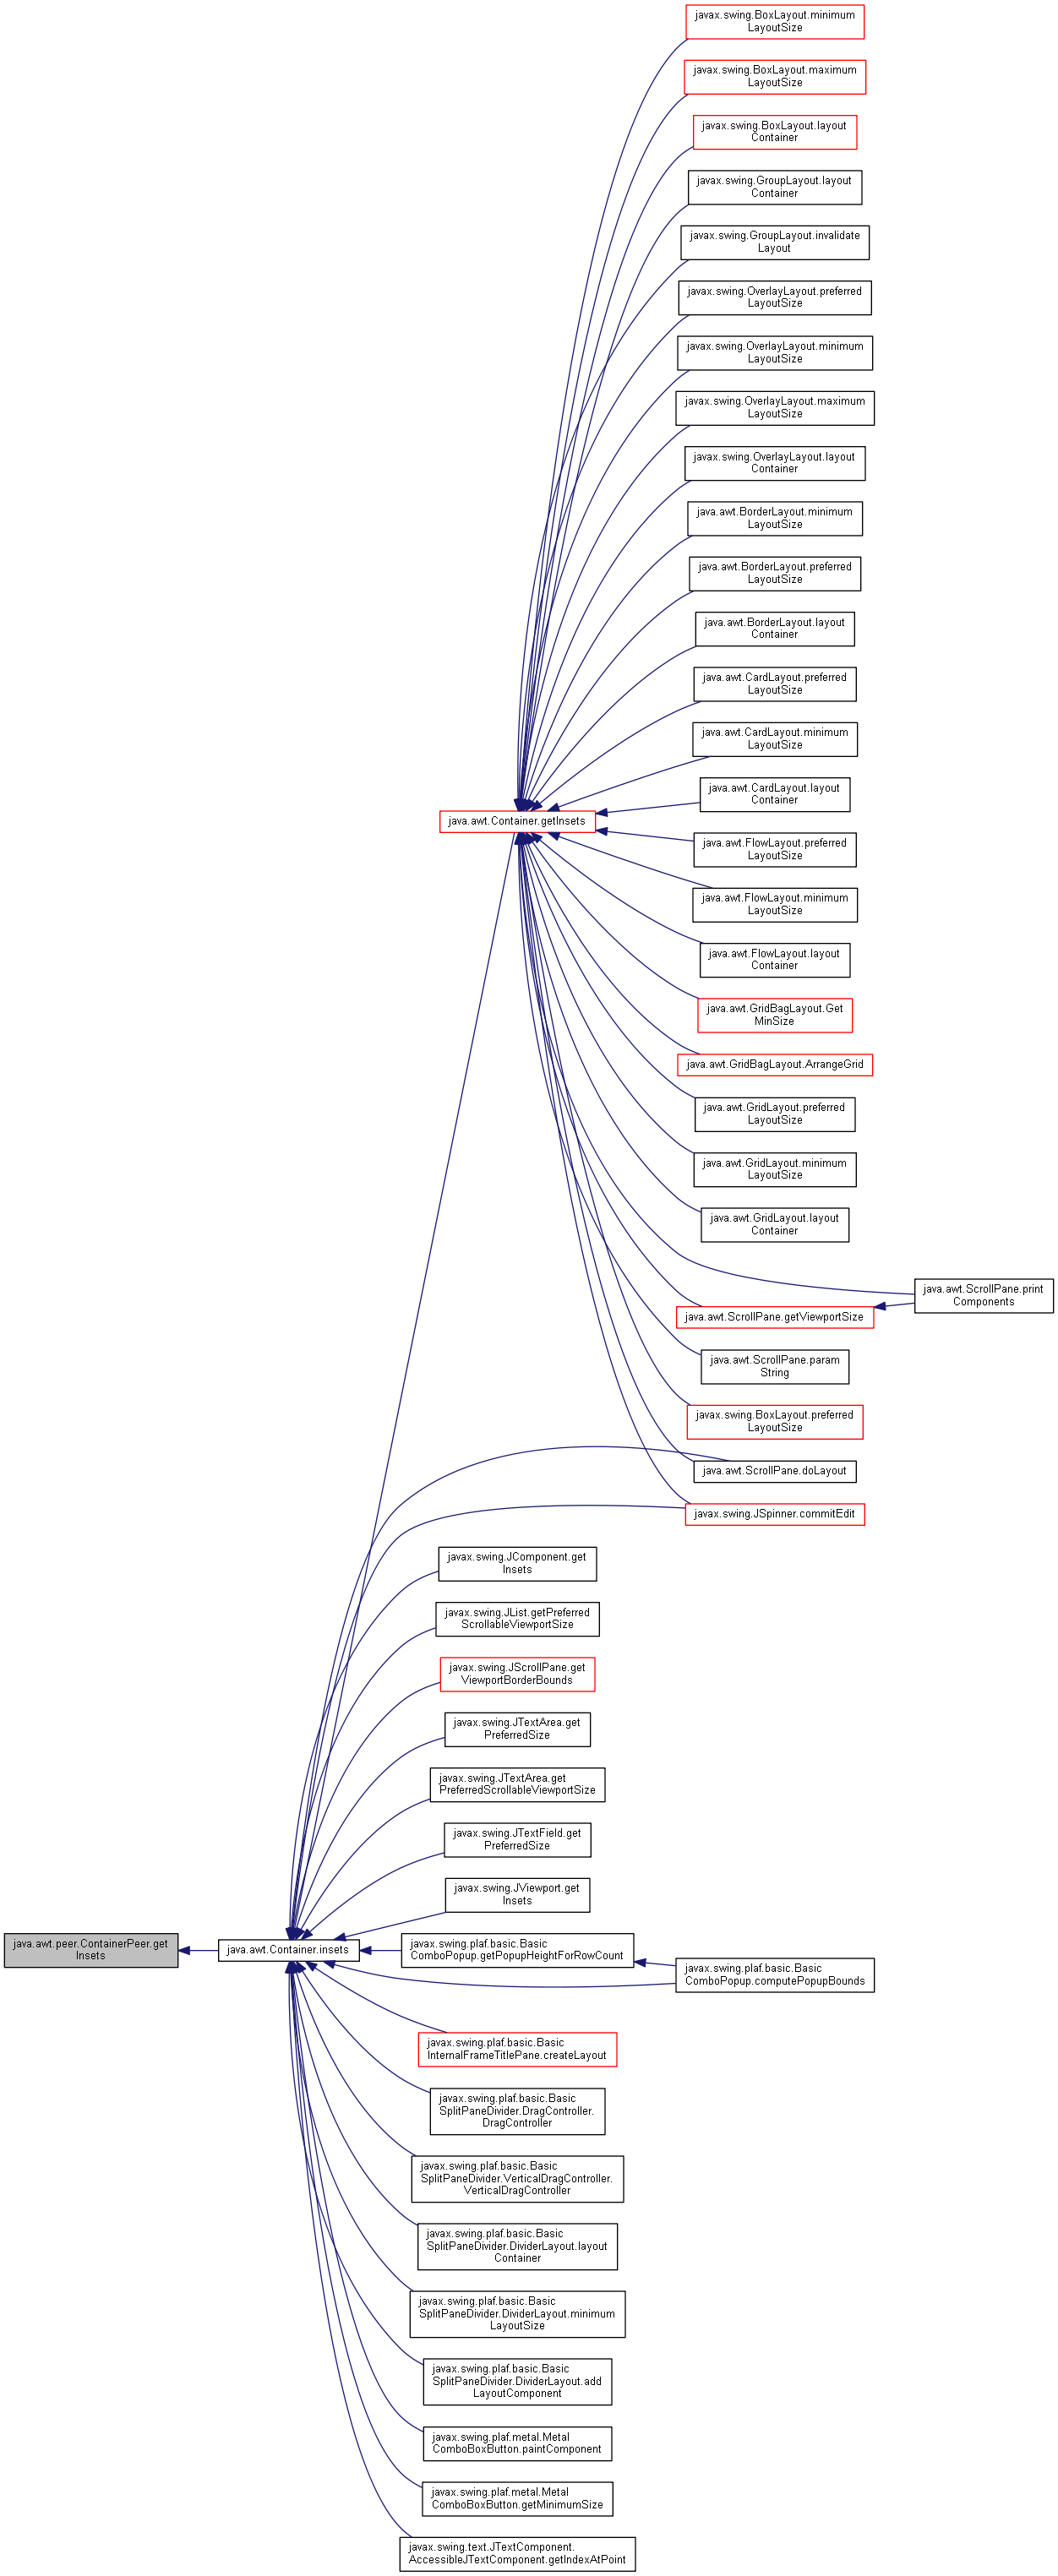 javax.swing.BoxLayout.minimum
LayoutSize
javax.swing.BoxLayout.maximum
LayoutSize
javax.swing.BoxLayout.layout
Container
javax.swing.GroupLayout.layout
Container
javax.swing.GroupLayout.invalidate
Layout
javax.swing.OverlayLayout.preferred
LayoutSize
javax.swing.OverlayLayout.minimum
LayoutSize
javax.swing.OverlayLayout.maximum
LayoutSize
javax.swing.OverlayLayout.layout
Container
java.awt.BorderLayout.minimum
LayoutSize
java.awt.BorderLayout.preferred
LayoutSize
java.awt.BorderLayout.layout
Container
java.awt.CardLayout.preferred
LayoutSize
java.awt.CardLayout.minimum
LayoutSize
java.awt.CardLayout.layout
Container
java.awt.Container.getInsets
java.awt.FlowLayout.preferred
LayoutSize
java.awt.FlowLayout.minimum
LayoutSize
java.awt.FlowLayout.layout
Container
java.awt.GridBagLayout.Get
MinSize
java.awt.GridBagLayout.ArrangeGrid
java.awt.GridLayout.preferred
LayoutSize
java.awt.GridLayout.minimum
LayoutSize
java.awt.GridLayout.layout
Container
java.awt.ScrollPane.print
Components
java.awt.ScrollPane.getViewportSize
java.awt.ScrollPane.param
String
javax.swing.BoxLayout.preferred
LayoutSize
java.awt.ScrollPane.doLayout
javax.swing.JSpinner.commitEdit
javax.swing.JComponent.get
Insets
javax.swing.JList.getPreferred
ScrollableViewportSize
javax.swing.JScrollPane.get
ViewportBorderBounds
javax.swing.JTextArea.get
PreferredSize
javax.swing.JTextArea.get
PreferredScrollableViewportSize
javax.swing.JTextField.get
PreferredSize
javax.swing.JViewport.get
Insets
java.awt.peer.ContainerPeer.get
Insets
java.awt.Container.insets
javax.swing.plaf.basic.Basic
ComboPopup.getPopupHeightForRowCount
javax.swing.plaf.basic.Basic
ComboPopup.computePopupBounds
javax.swing.plaf.basic.Basic
InternalFrameTitlePane.createLayout
javax.swing.plaf.basic.Basic
SplitPaneDivider.DragController.
DragController
javax.swing.plaf.basic.Basic
SplitPaneDivider.VerticalDragController.
VerticalDragController
javax.swing.plaf.basic.Basic
SplitPaneDivider.DividerLayout.layout
Container
javax.swing.plaf.basic.Basic
SplitPaneDivider.DividerLayout.minimum
LayoutSize
javax.swing.plaf.basic.Basic
SplitPaneDivider.DividerLayout.add
LayoutComponent
javax.swing.plaf.metal.Metal
ComboBoxButton.paintComponent
javax.swing.plaf.metal.Metal
ComboBoxButton.getMinimumSize
javax.swing.text.JTextComponent.
AccessibleJTextComponent.getIndexAtPoint